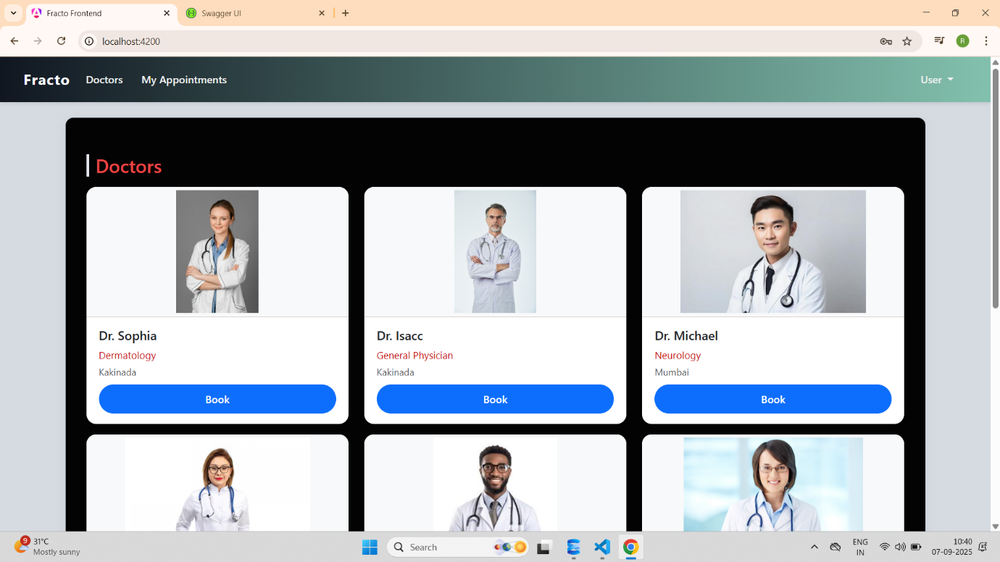 Fracto Frontend
Swagger UI
localhost:4200
R
Fracto
Doctors
My Appointments
User
Doctors
Dr. Sophia
Dermatology
Kakinada
Book
Dr. Isacc
General Physician
Kakinada
Book
Dr. Michael
Neurology
Mumbai
Book
9
31°C
Mostly sunny
Search
ENG
IN
10:40
07-09-2025